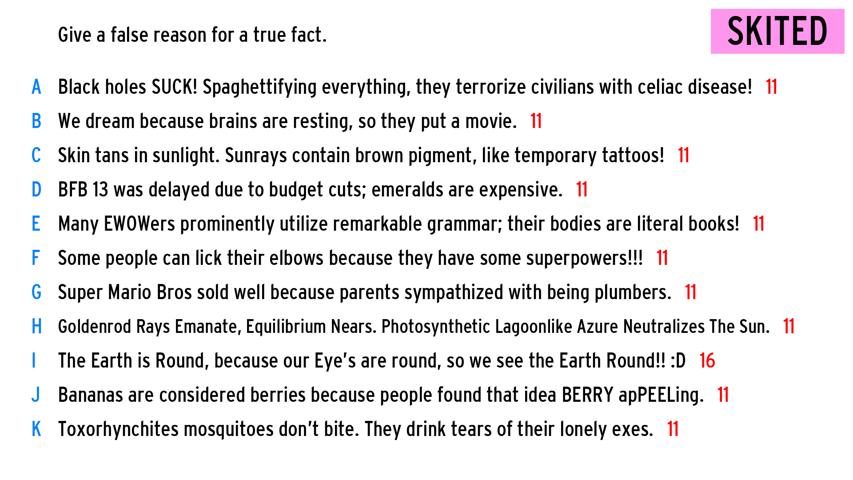 Give a false reason for a true fact.
SKITED
A Black holes SUCK! Spaghettifying everything, they terrorize civilians with celiac disease! 11
B We dream because brains are resting, so they put a movie. 11
C Skin tans in sunlight. Sunrays contain brown pigment, like temporary tattoos! 11
D BFB 13 was delayed due to budget cuts; emeralds are expensive. 11
E Many EWOWers prominently utilize remarkable grammar; their bodies are literal books! 11
F Some people can lick their elbows because they have some superpowers!!! 11
G Super Mario Bros sold well because parents sympathized with being plumbers. 11
H Goldenrod Rays Emanate, Equilibrium Nears. Photosynthetic Lagoonlike Azure Neutralizes The Sun. 11
I The Earth is Round, because our Eye's are round, so we see the Earth Round!! :D 16
J Bananas are considered berries because people found that idea BERRY apPEELing. 11
K Toxorhynchites mosquitoes don't bite. They drink tears of their lonely exes. 11